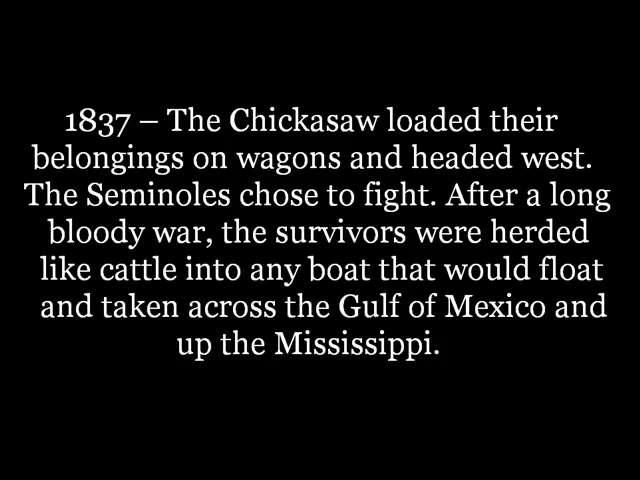 1837 – The Chickasaw loaded their
belongings on wagons and headed west.
The Seminoles chose to fight. After a long
bloody war, the survivors were herded
like cattle into any boat that would float
and taken across the Gulf of Mexico and
up the Mississippi.